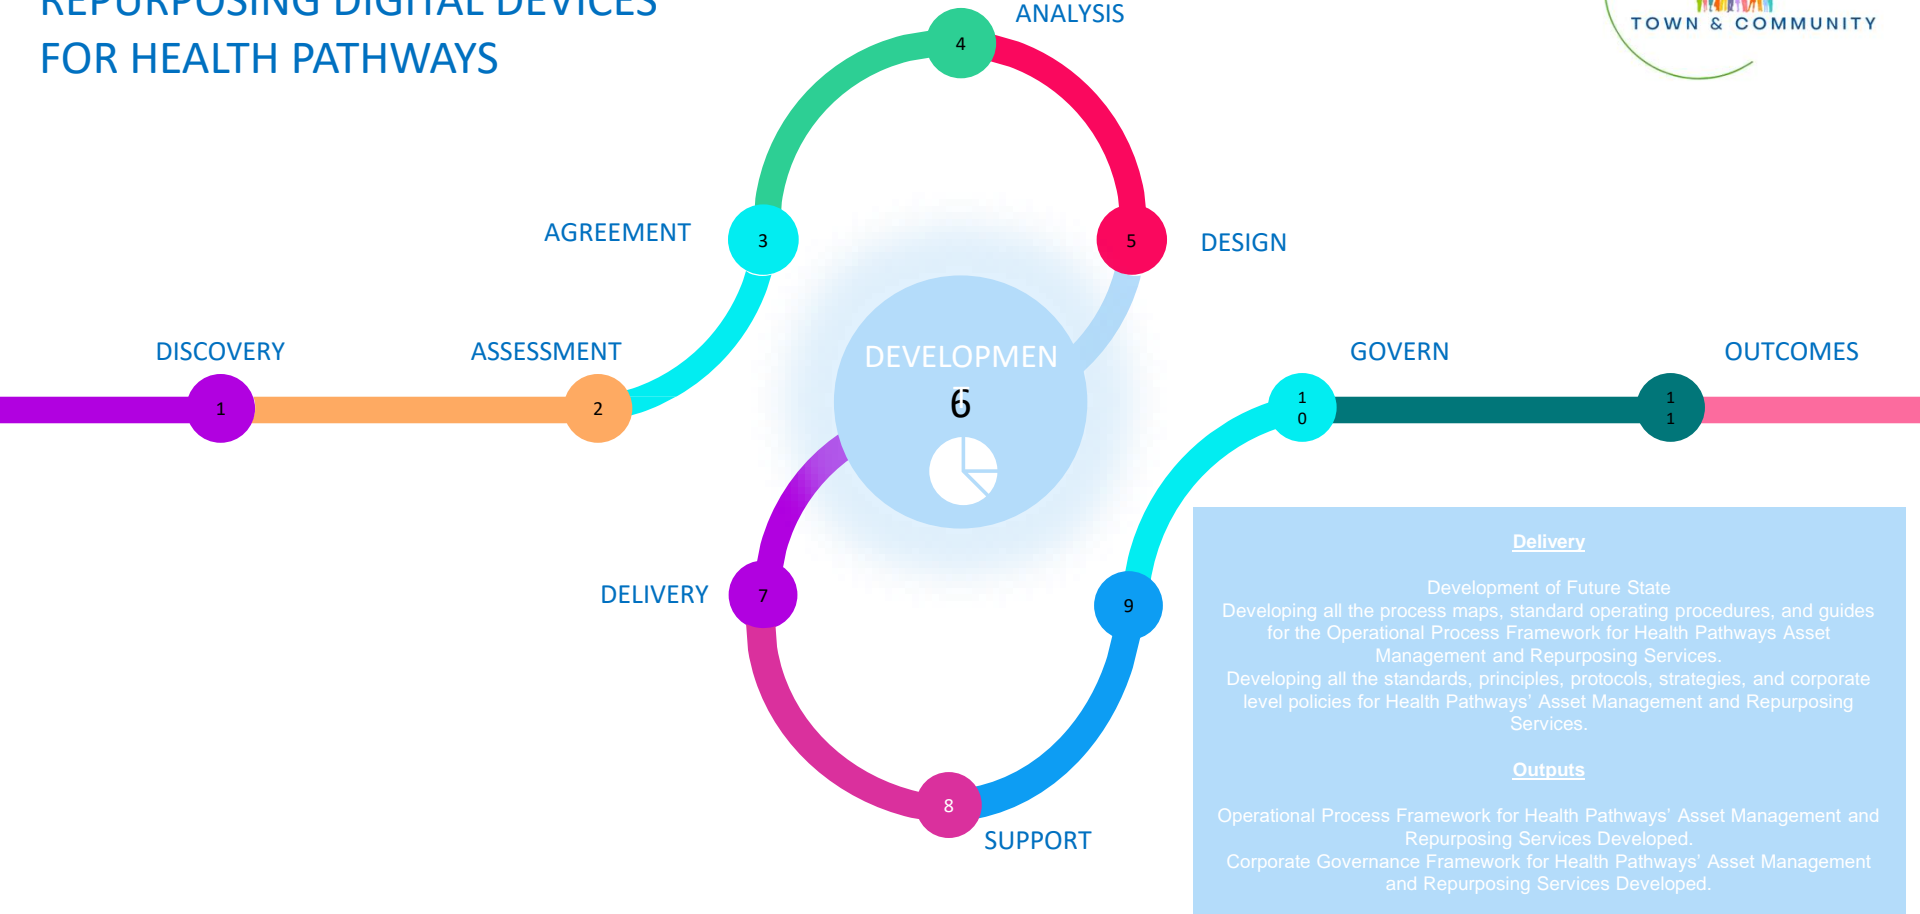 REPURPOSING DIGITAL DEVICES
FOR HEALTH PATHWAYS
TOWN & COMMUNITY
ANALYSIS
4
AGREEMENT
3
5
DESIGN
DISCOVERY
1
ASSESSMENT
2
DEVELOPMEN
T
6
GOVERN
1
0
OUTCOMES
1
1
DELIVERY
7
9
8
SUPPORT
Delivery
Development of Future State
Developing all the process maps, standard operating procedures, and guides
for the Operational Process Framework for Health Pathways Asset
Management and Repurposing Services.
Developing all the standards, principles, protocols, strategies, and corporate
level policies for Health Pathways’ Asset Management and Repurposing
Services.
Outputs
Operational Process Framework for Health Pathways’ Asset Management and
Repurposing Services Developed.
Corporate Governance Framework for Health Pathways’ Asset Management
and Repurposing Services Developed.